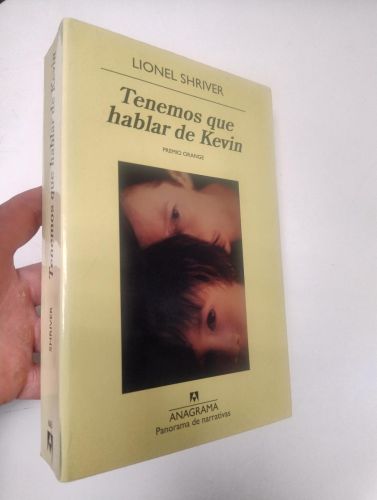 LIONEL SHRIVER
Tenemos que
hablar de Kevin
PREMIO ORANGE
ANAGRAMA
Panorama de narrativas
Tenemos que hablar de Kevin
SHRIVER